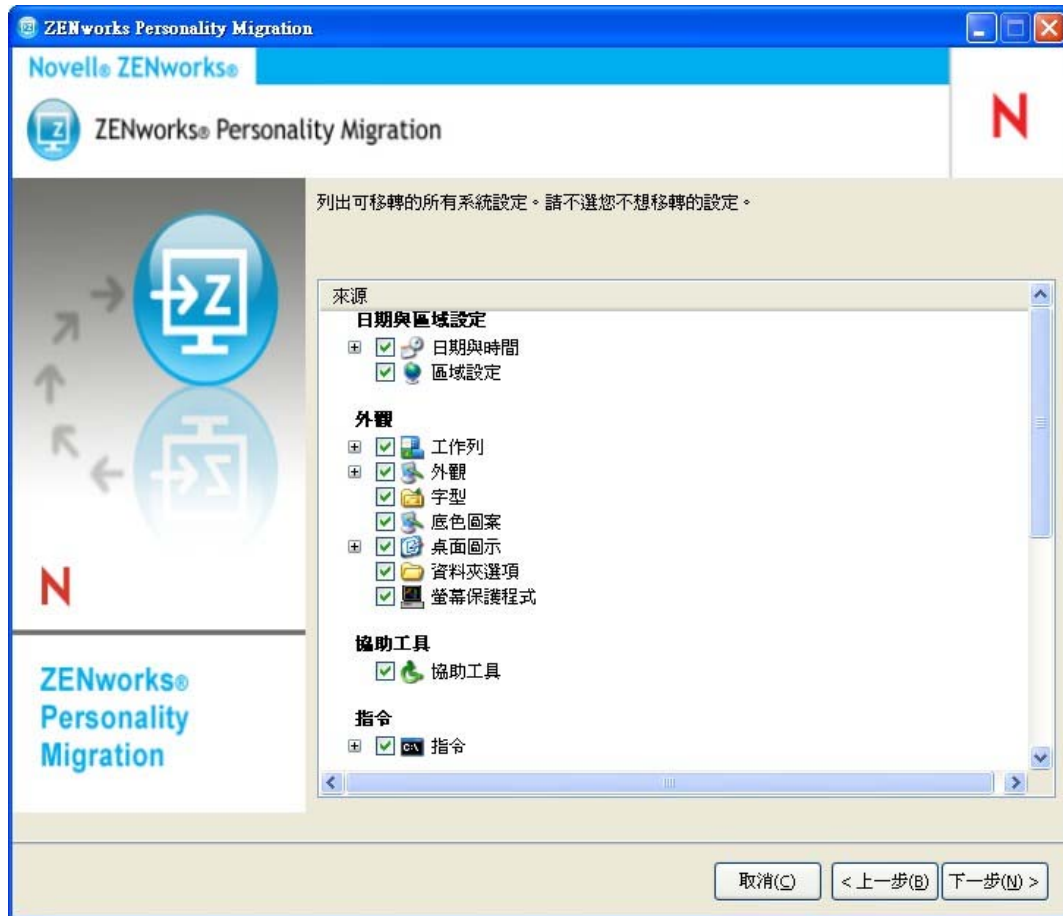 ZENworks Personality Migration
Novell® ZENworks®
N
ZENworks® Personality Migration
列出可移轉的所有系統設定。請不選您不想移轉的設定。
Z
來源
日期與區域設定
日期與時間
區域設定
外觀
工作列
外觀
字型
底色圖案
桌面圖示
資料夾選項
螢幕保護程式
N
協助工具
協助工具
ZENworks®
Personality
Migration
指令
C:\ 指令
取消(C)
< 上一步(B)
下一步(N) >